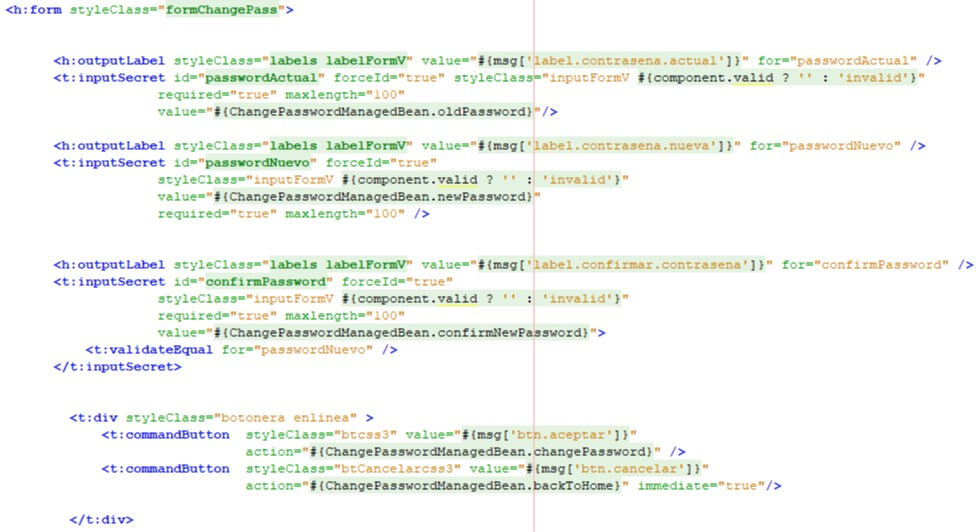 <h:form styleClass="formChangePass">
<h:outputLabel styleClass="labels labelFormV" value="#{msg['label.contrasena.actual']}" for="passwordActual" />
<t:inputSecret id="passwordActual" forceId="true" styleClass="inputFormV #{component.valid ? '' : 'invalid'}"
required="true" maxlength="100"
value="#{ChangePasswordManagedBean.oldPassword}"/>
<h:outputLabel styleClass="labels labelFormV" value="#{msg['label.contrasena.nueva']}" for="passwordNuevo" />
<t:inputSecret id="passwordNuevo" forceId="true"
styleClass="inputFormV #{component.valid ? '' : 'invalid'}"
value="#{ChangePasswordManagedBean.newPassword}"
required="true" maxlength="100" />
<h:outputLabel styleClass="labels labelFormV" value="#{msg['label.confirmar.contrasena']}" for="confirmPassword" />
<t:inputSecret id="confirmPassword" forceId="true"
styleClass="inputFormV #{component.valid ? '' : 'invalid'}"
required="true" maxlength="100"
value="#{ChangePasswordManagedBean.confirmNewPassword}">
<t:validateEqual for="passwordNuevo" />
</t:inputSecret>
<t:div styleClass="botonera enlinea" >
<t:commandButton styleClass="btcss3" value="#{msg['btn.aceptar']}"
action="#{ChangePasswordManagedBean.changePassword}" />
<t:commandButton styleClass="btCancelarcss3" value="#{msg['btn.cancelar']}"
action="#{ChangePasswordManagedBean.backToHome}" immediate="true"/>
</t:div>